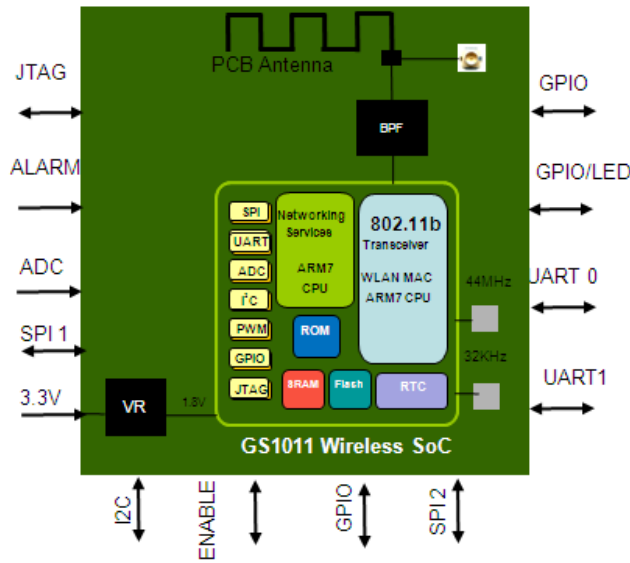 PCB Antenna
JTAG
GPIO
BPF
ALARM
GPIO/LED
SPI
Networking
Services
ARM7
CPU
802.11b
Transceiver
WLAN MAC
ARM7 CPU
UART
ADC
ADC
44MHz
UART 0
I²C
SPI 1
PWM
ROM
32KHz
GPIO
3.3V
VR
1.8V
JTAG
SRAM
Flash
RTC
UART1
GS1011 Wireless SoC
I2C
ENABLE
GPIO
SPI 2